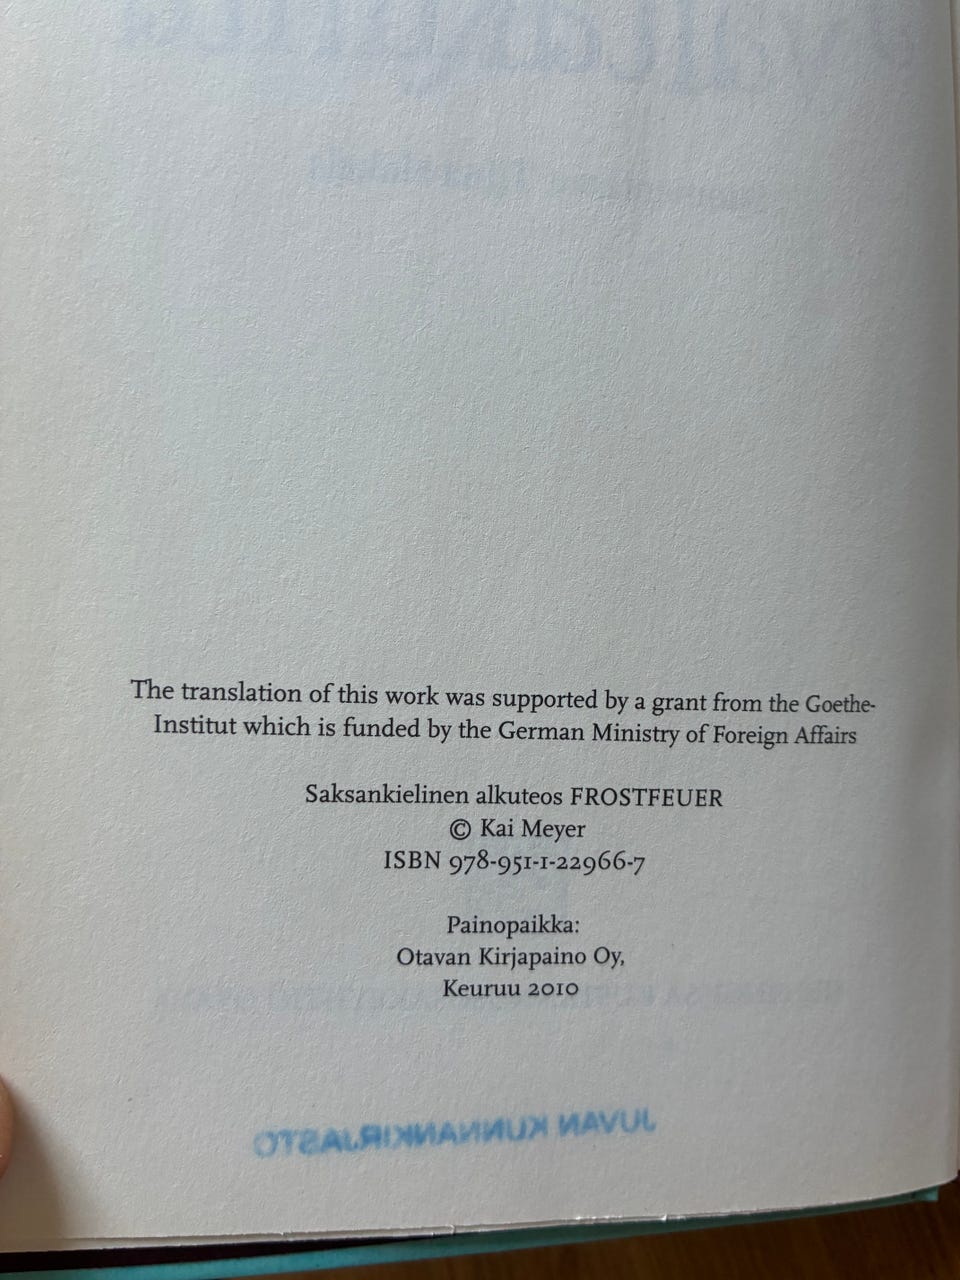 The translation of this work was supported by a grant from the Goethe-
Institut which is funded by the German Ministry of Foreign Affairs
Saksankielinen alkuteos FROSTFEUER
© Kai Meyer
ISBN 978-951-1-22966-7
Painopaikka:
Otavan Kirjapaino Oy,
Keuruu 2010
JUVAN KUNNANKIRJASTO